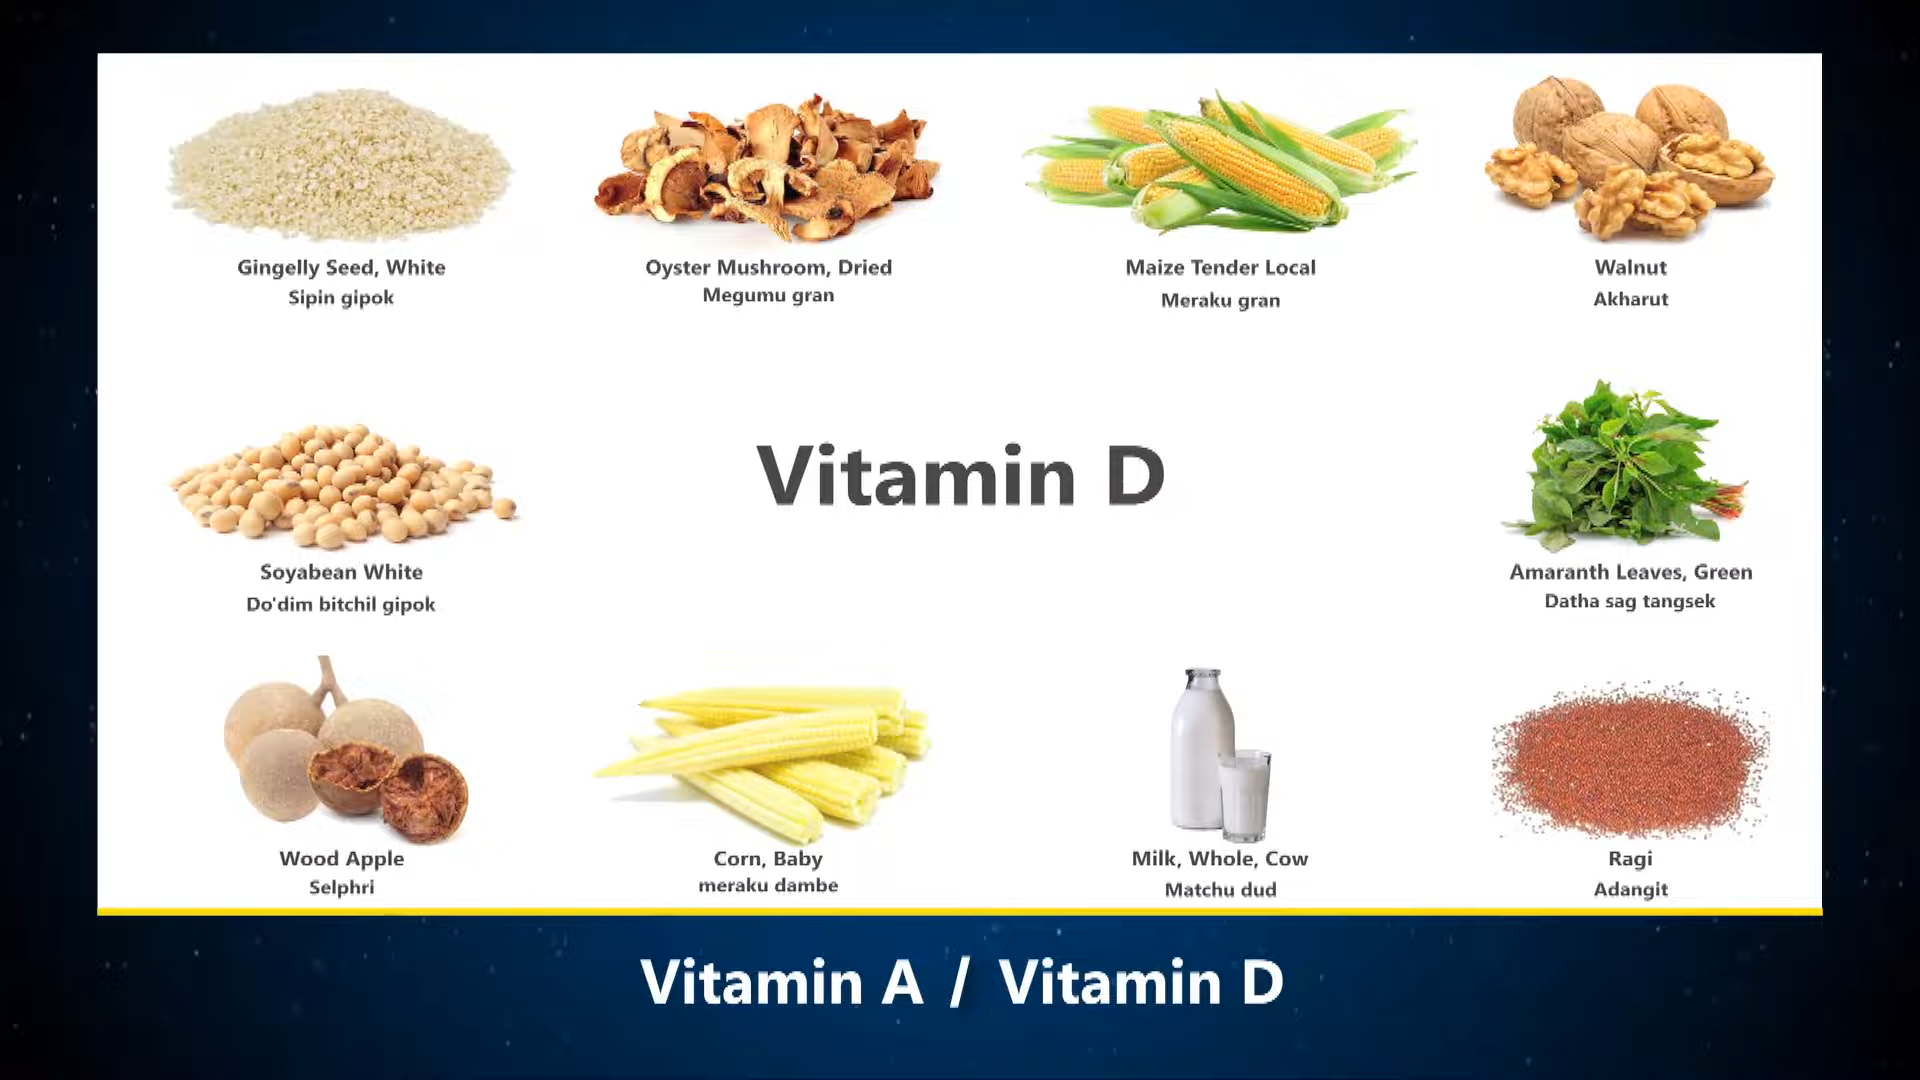 Gingelly Seed, White
Sipin gipok
Oyster Mushroom, Dried
Megumu gran
Maize Tender Local
Meraku gran
Walnut
Akharut
Soyabean White
Do'dim bitchil gipok
Vitamin D
Amaranth Leaves, Green
Datha sag tangsek
Wood Apple
Selphri
Corn, Baby
meraku dambe
Milk, Whole, Cow
Matchu dud
Ragi
Adangit
Vitamin A / Vitamin D